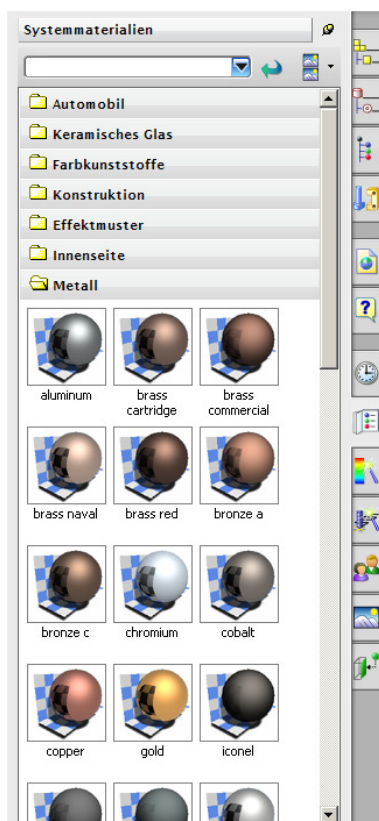 Systemmaterialien
Automobil
Keramisches Glas
Farbkunststoffe
Konstruktion
Effektmuster
Innenseite
Metall
aluminum
brass cartridge
brass commercial
brass naval
brass red
bronze a
bronze c
chromium
cobalt
copper
gold
iconel